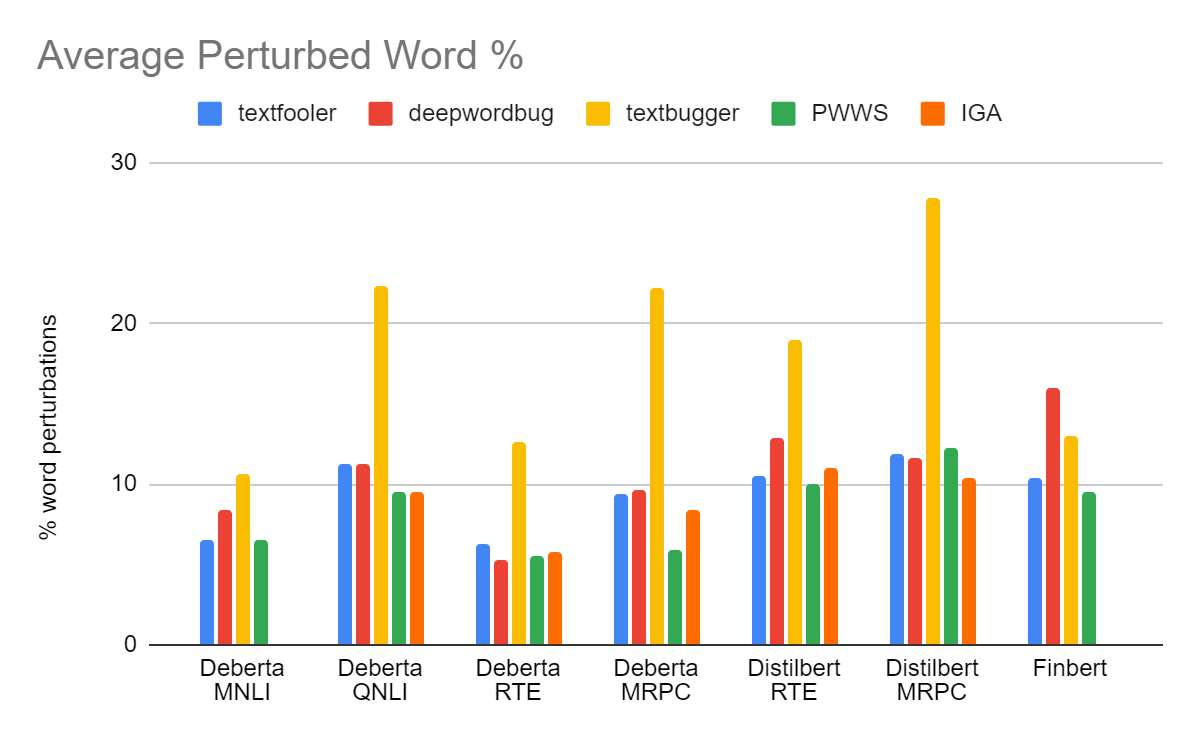 Average Perturbed Word %
textfooler deepwordbug textbugger PWWS IGA
30
20
10
0
% word perturbations
Deberta MNLI
Deberta QNLI
Deberta RTE
Deberta MRPC
Distilbert RTE
Distilbert MRPC
Finbert